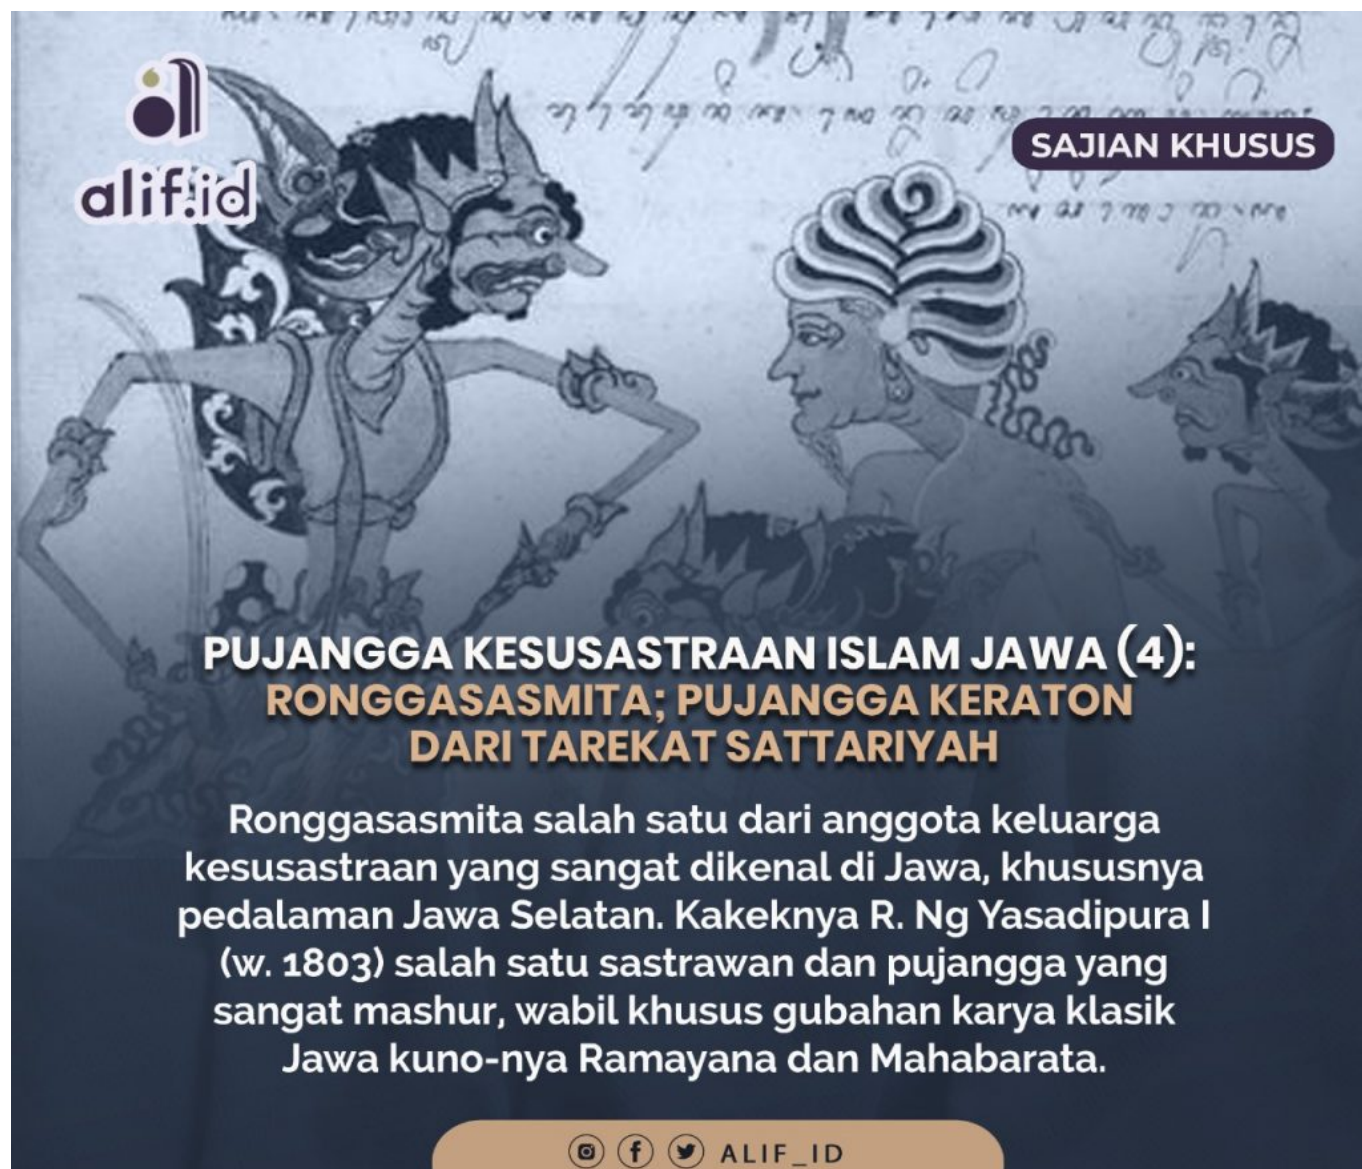 alif.id
SAJIAN KHUSUS
PUJANGGA KESUSASTRAAN ISLAM JAWA (4):
RONGGASASMITA; PUJANGGA KERATON
DARI TAREKAT SATTARIYAH
Ronggasasmita salah satu dari anggota keluarga
kesusastraan yang sangat dikenal di Jawa, khususnya
pedalaman Jawa Selatan. Kakeknya R. Ng Yasadipura I
(w. 1803) salah satu sastrawan dan pujangga yang
sangat mashur, wabil khusus gubahan karya klasik
Jawa kuno-nya Ramayana dan Mahabarata.
ALIF_ID